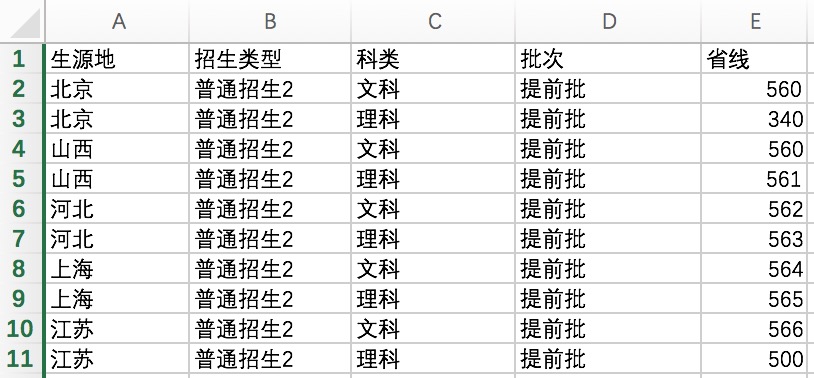 A B C D E
1 生源地 招生类型 科类 批次 省线
2 北京 普通招生2 文科 提前批 560
3 北京 普通招生2 理科 提前批 340
4 山西 普通招生2 文科 提前批 560
5 山西 普通招生2 理科 提前批 561
6 河北 普通招生2 文科 提前批 562
7 河北 普通招生2 理科 提前批 563
8 上海 普通招生2 文科 提前批 564
9 上海 普通招生2 理科 提前批 565
10 江苏 普通招生2 文科 提前批 566
11 江苏 普通招生2 理科 提前批 500